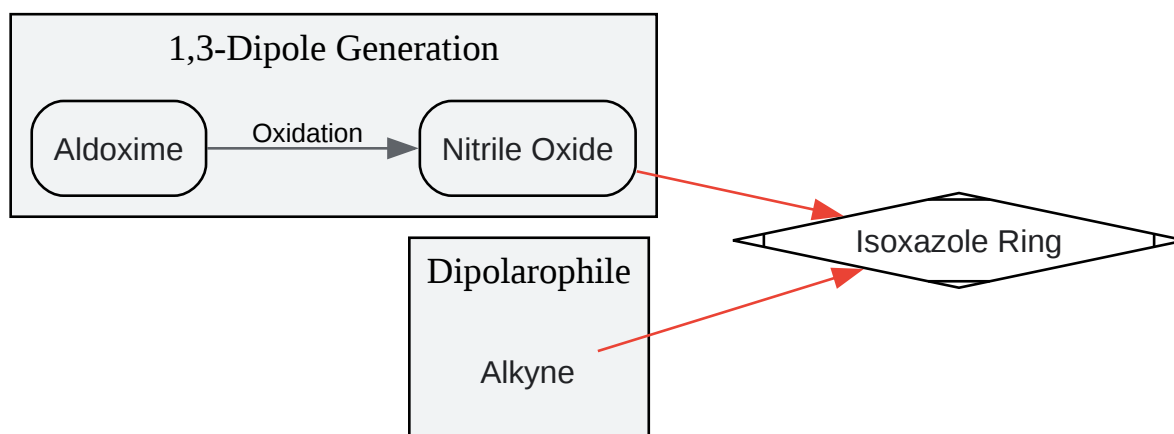 1,3-Dipole Generation
Aldoxime
Oxidation
Nitrile Oxide
Isoxazole Ring
Dipolarophile
Alkyne